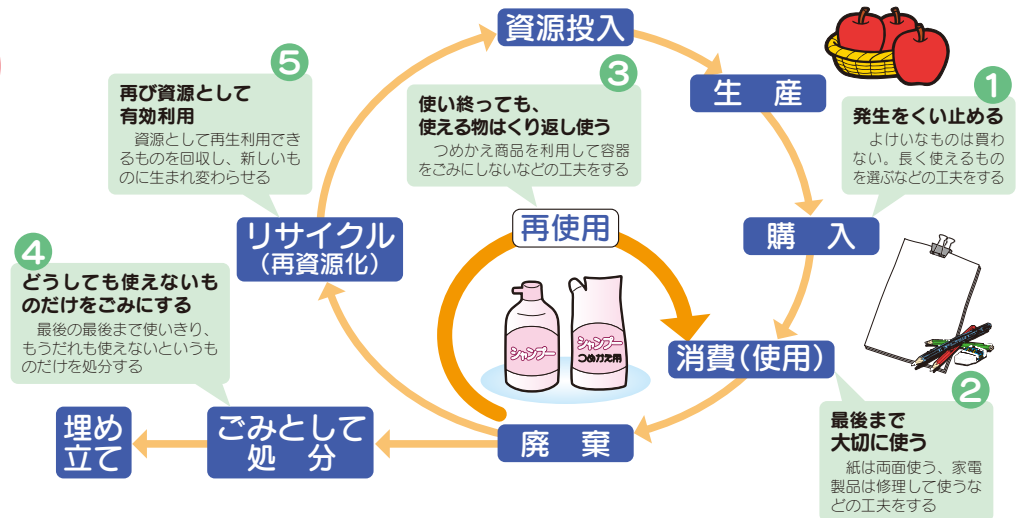 資源投入
生 産
1
発生をくい止める
よけいなものは買わ
ない。長く使えるもの
を選ぶなどの工夫をする
購 入
消費(使用)
2
最後まで
大切に使う
紙は両面使う、家電
製品は修理して使うな
どの工夫をする
廃 棄
3
使い終っても、
使える物はくり返し使う
つめかえ商品を利用して容器
をごみにしないなどの工夫をする
再使用
シャンプー
シャンプー
つめかえ用
4
どうしても使えないも
のだけをごみにする
最後の最後まで使いきり、
もうだれも使えないというも
のだけを処分する
ごみとして
処 分
埋め
立て
5
再び資源として
有効利用
資源として再生利用でき
るものを回収し、新しいも
のに生まれ変わらせる
リサイクル
(再資源化)